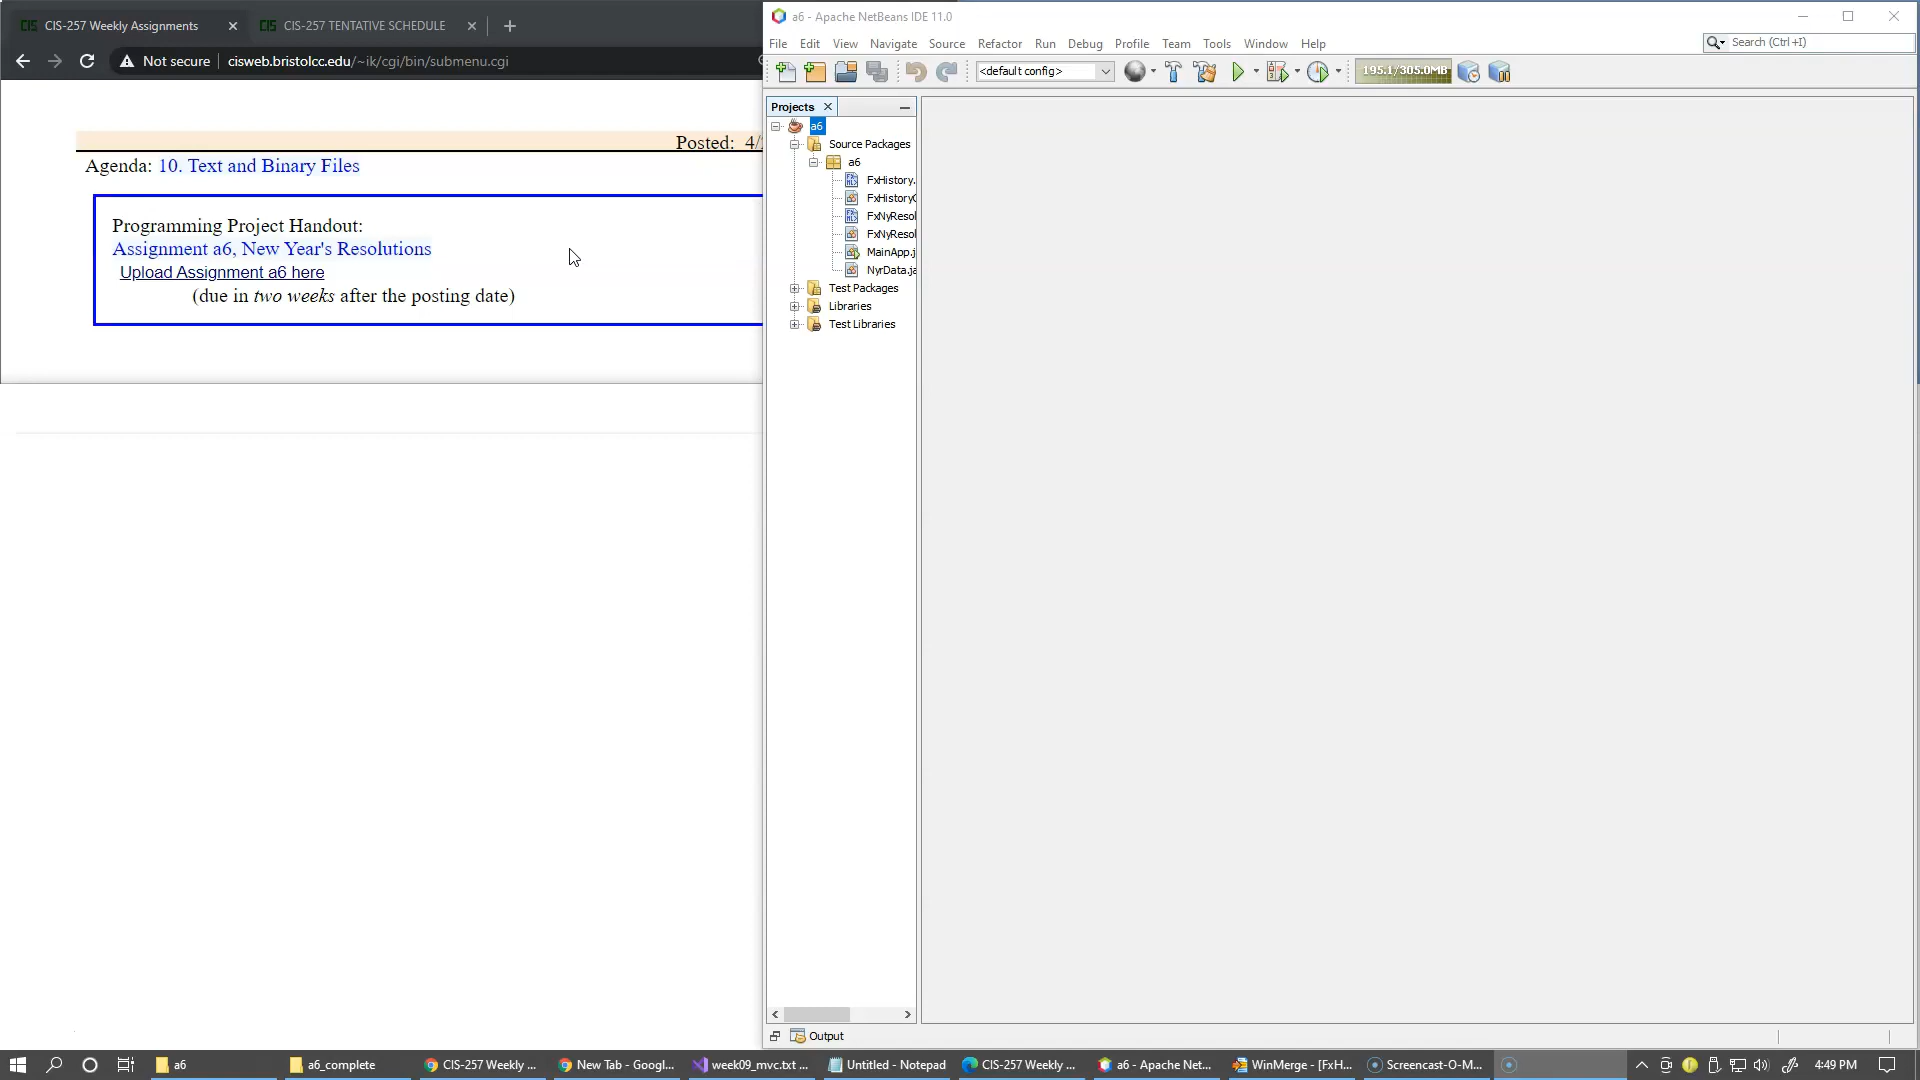 CIS-257 Weekly Assignments
CIS-257 TENTATIVE SCHEDULE
Not secure
cisweb.bristolcc.edu/~ik/cgi/bin/submenu.cgi
Posted: 4/
Agenda: 10. Text and Binary Files
Programming Project Handout:
Assignment a6, New Year's Resolutions
Upload Assignment a6 here
(due in two weeks after the posting date)
a6 - Apache NetBeans IDE 11.0
File Edit View Navigate Source Refactor Run Debug Profile Team Tools Window Help
Search (Ctrl+I)
<default config>
195.1/305.0MB
Projects
a6
Source Packages
a6
FxHistory.
FxHistoryC
FxNyResol
FxNyResol
MainApp.j
NyrData.ja
Test Packages
Libraries
Test Libraries
Output
a6
a6_complete
CIS-257 Weekly ...
New Tab - Googl...
week09_mvc.txt ...
Untitled - Notepad
CIS-257 Weekly ...
a6 - Apache Net...
WinMerge - [FxH...
Screencast-O-M...
4:49 PM